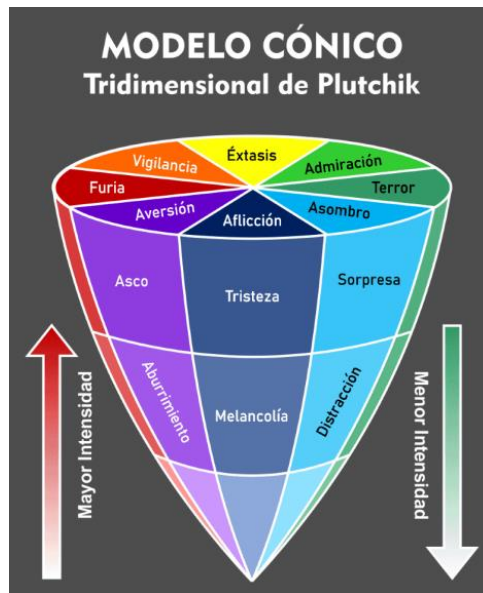 MODELO CÓNICO
Tridimensional de Plutchik
Éxtasis
Vigilancia
Admiración
Furia
Terror
Aversión
Asombro
Aflicción
Asco
Tristeza
Sorpresa
Aburrimiento
Melancolía
Distracción
Mayor Intensidad
Menor Intensidad